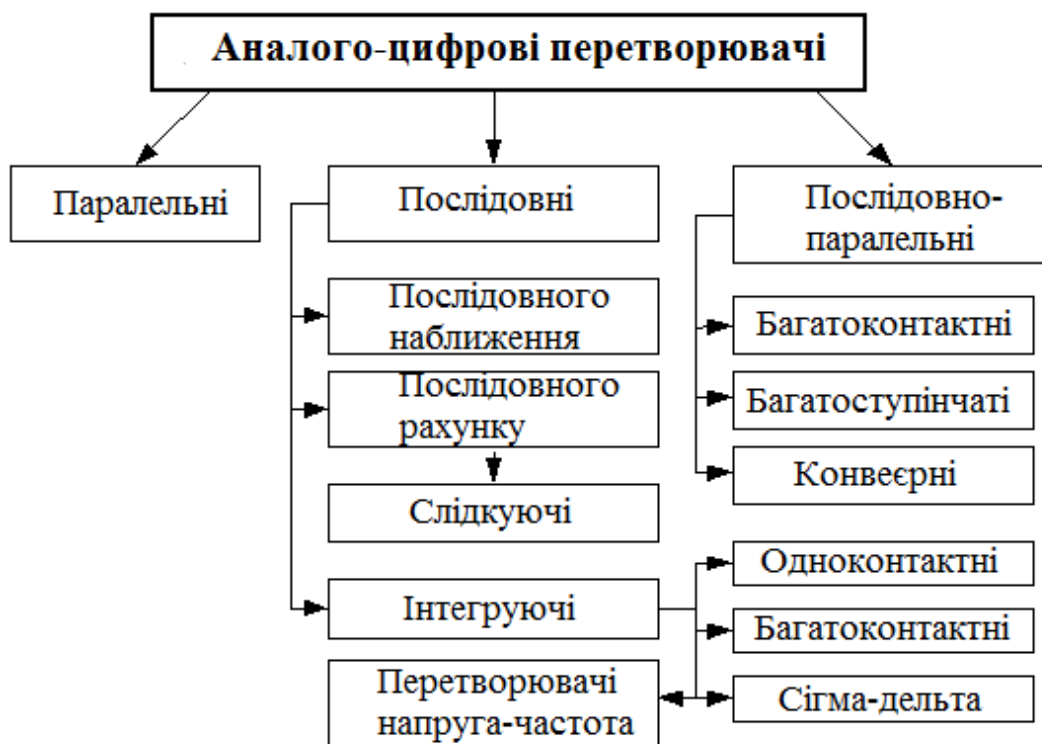 Аналого-цифрові перетворювачі
Паралельні
Послідовні
Послідовно-
паралельні
Послідовного
наближення
Послідовного
рахунку
Слідкуючі
Інтегруючі
Перетворювачі
напруга-частота
Багатоконтактні
Багатоступінчаті
Конвеєрні
Одноконтактні
Багатоконтактні
Сігма-дельта